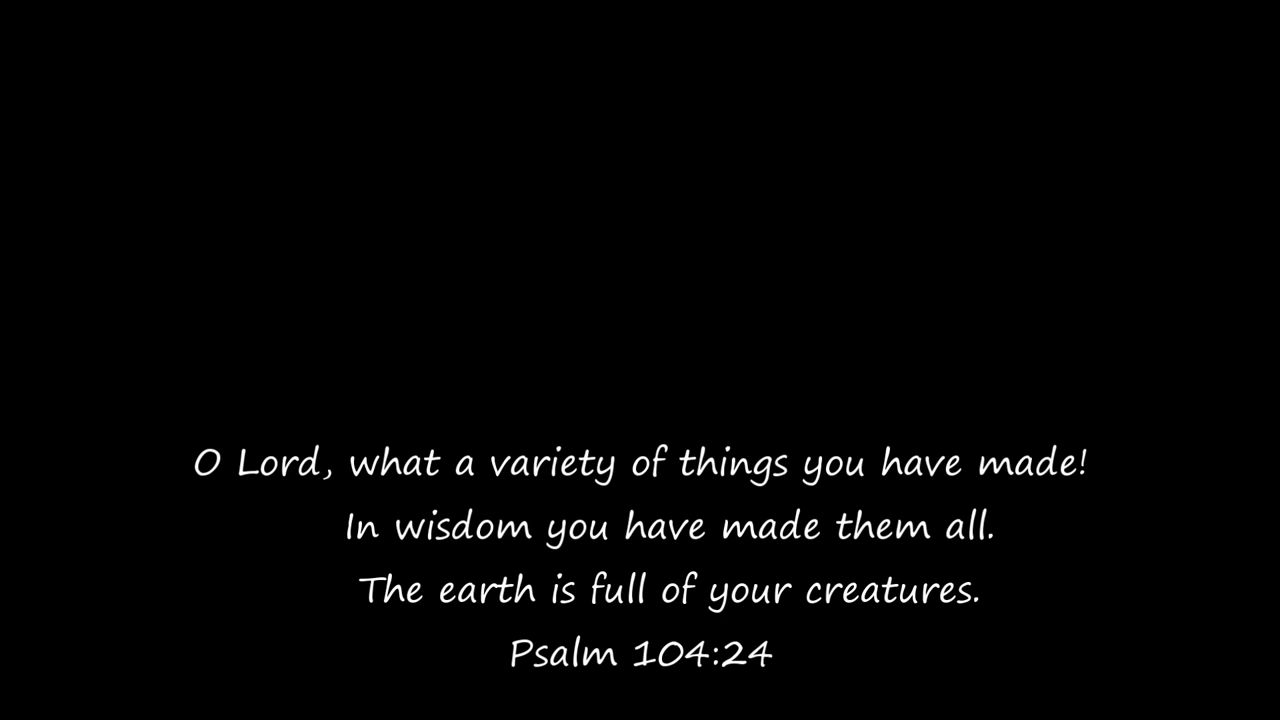 O Lord, what a variety of things you have made!
In wisdom you have made them all.
The earth is full of your creatures.
Psalm 104:24